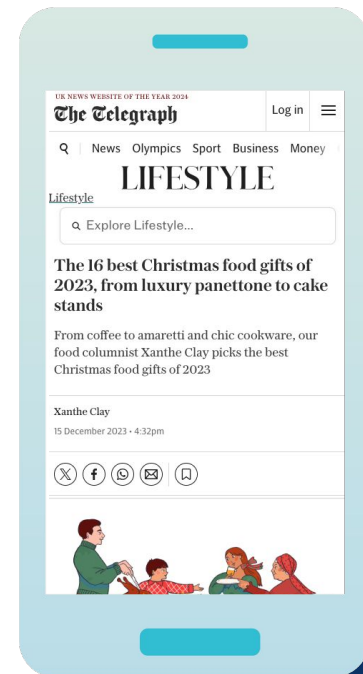 UK NEWS WEBSITE OF THE YEAR 2024
The Telegraph
Log in
News Olympics Sport Business Money
LIFESTYLE
Lifestyle
Explore Lifestyle...
The 16 best Christmas food gifts of
2023, from luxury panettone to cake
stands
From coffee to amaretti and chic cookware, our
food columnist Xanthe Clay picks the best
Christmas food gifts of 2023
Xanthe Clay
15 December 2023 • 4:32pm